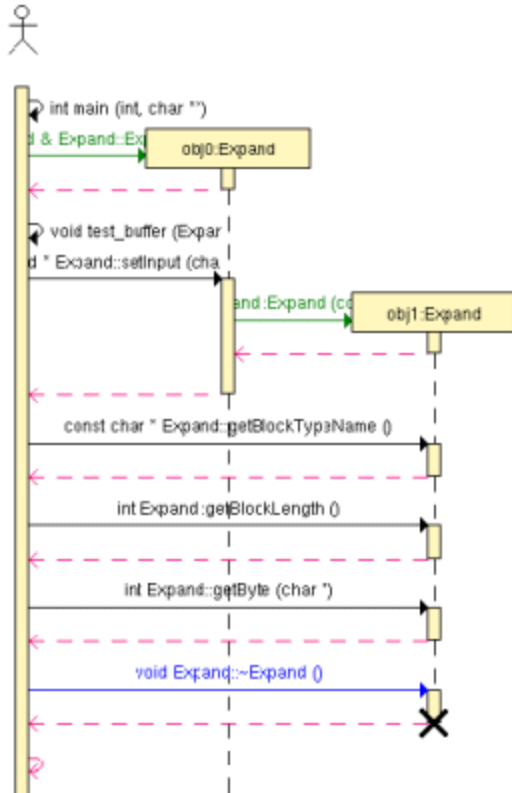 int main (int, char **)
d & Expand::Ex
obj0:Expand
void test_buffer (Expar
d * Expand::setInput (cha
and:Expand (co
obj1:Expand
const char * Expand::getBlockTypeName ()
int Expand::getBlockLength ()
int Expand::getByte (char *)
void Expand::~Expand ()